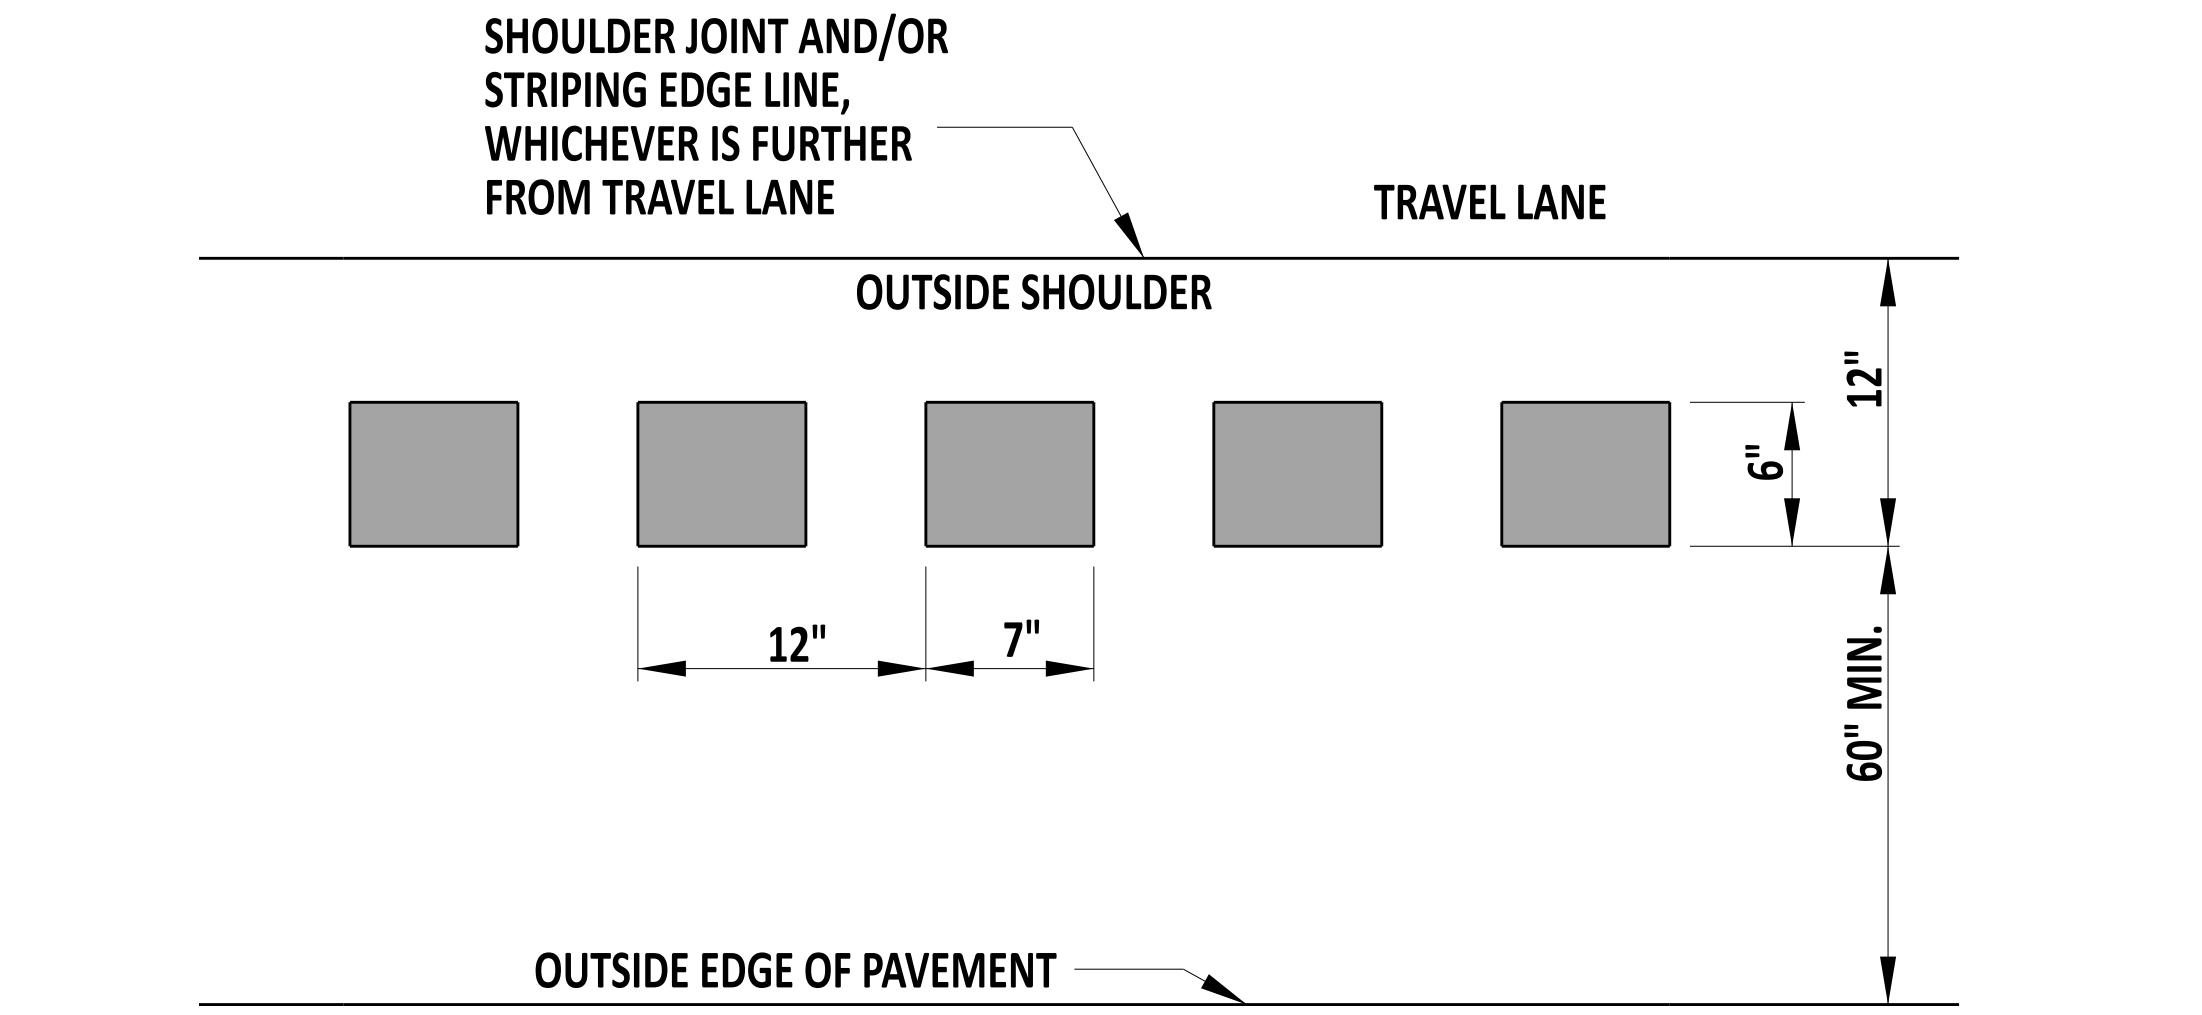 SHOULDER JOINT AND/OR
STRIPING EDGE LINE,
WHICHEVER IS FURTHER
FROM TRAVEL LANE
TRAVEL LANE
OUTSIDE SHOULDER
12"
6"
12"
7"
60" MIN.
OUTSIDE EDGE OF PAVEMENT